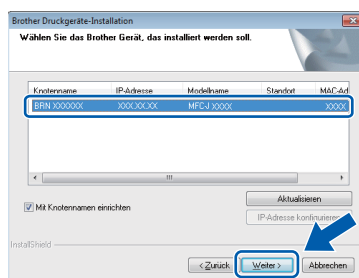 Brother Druckgeräte-Installation
Wählen Sie das Brother Gerät, das installiert werden soll.
Knotenname IP-Adresse Modellname Standort MAC-Ad
BRN XXXXXX XXX.XX.XX MFC-J XXXX XXXX
Mit Knotennamen einrichten
Aktualisieren
IP-Adresse konfigurieren
InstallShield
< Zurück Weiter > Abbrechen